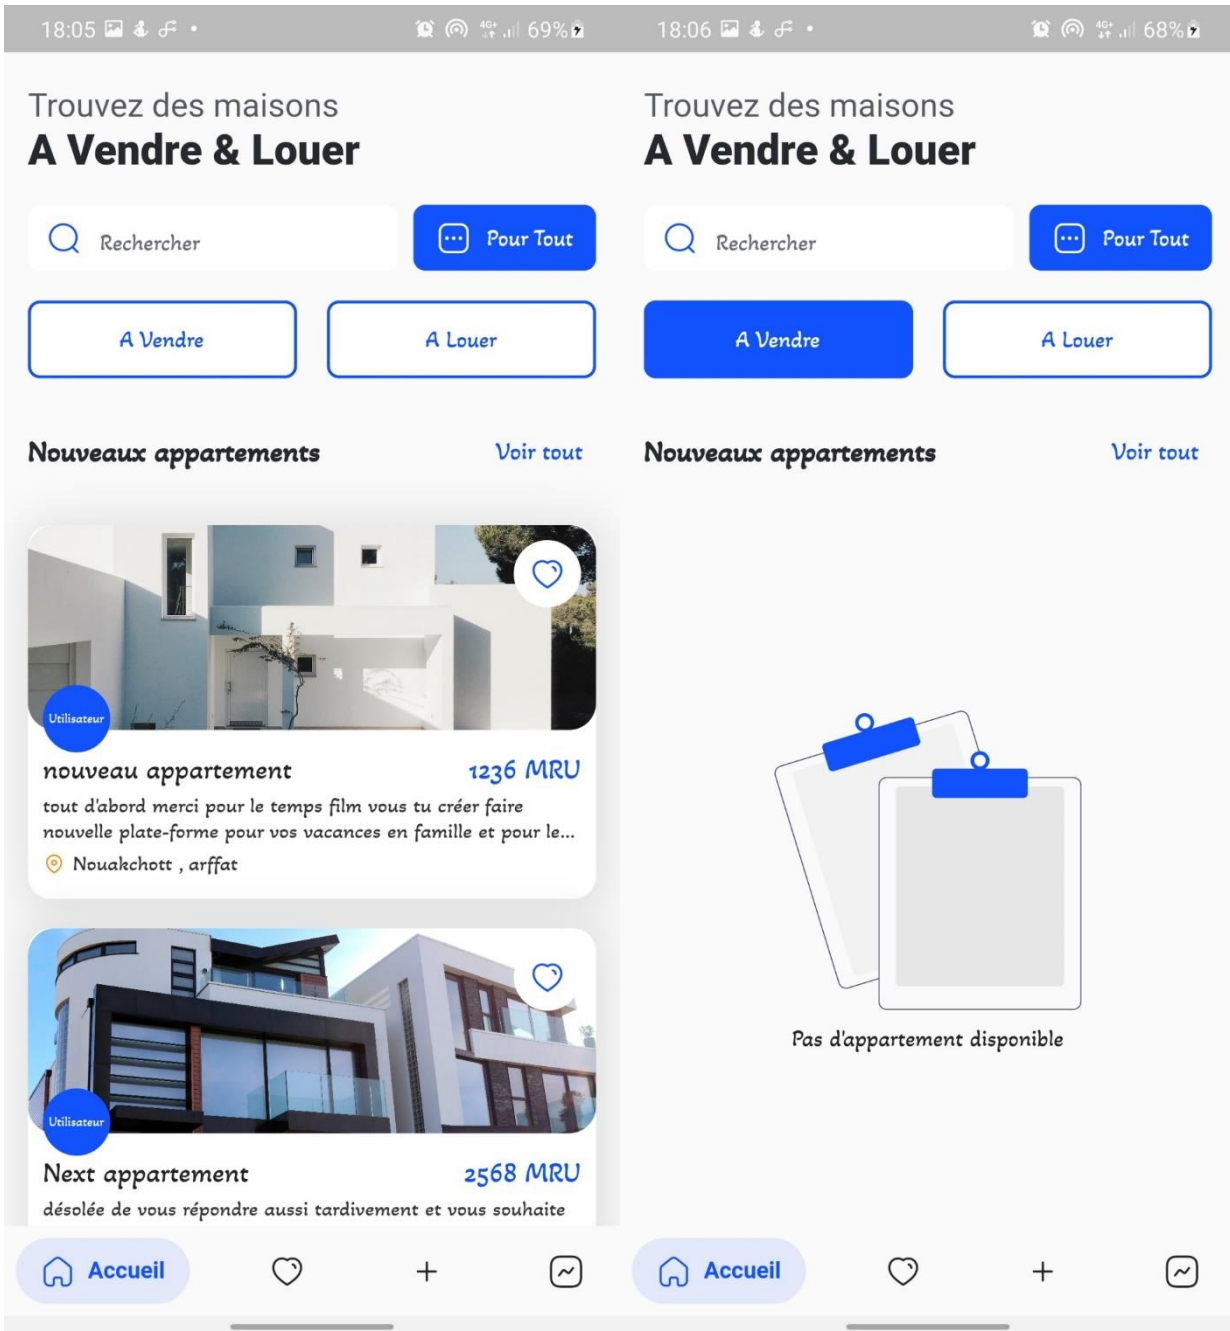 18:05
4G+
69%
Trouvez des maisons
A Vendre & Louer
Rechercher
Pour Tout
A Vendre
A Louer
Nouveaux appartements
Voir tout
Utilisateur
nouveau appartement
1236 MRU
tout d'abord merci pour le temps film vous tu créer faire
nouvelle plate-forme pour vos vacances en famille et pour le...
Nouakchott , arffat
Utilisateur
Next appartement
2568 MRU
désolée de vous répondre aussi tardivement et vous souhaite
Accueil
18:06
4G+
68%
Trouvez des maisons
A Vendre & Louer
Rechercher
Pour Tout
A Vendre
A Louer
Nouveaux appartements
Voir tout
Pas d'appartement disponible
Accueil